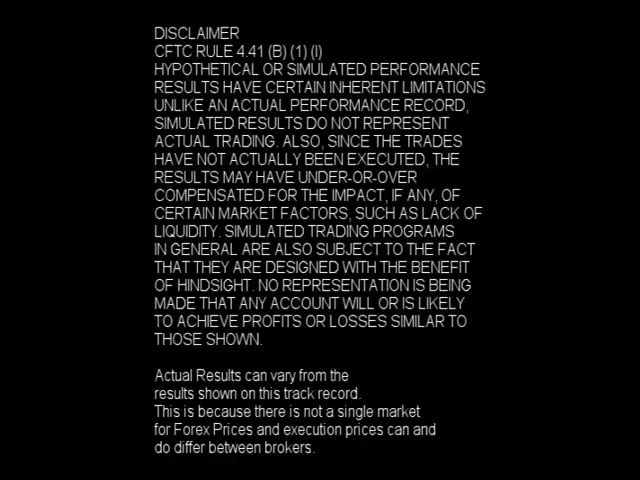 DISCLAIMER
CFTC RULE 4.41 (B) (1) (I)
HYPOTHETICAL OR SIMULATED PERFORMANCE
RESULTS HAVE CERTAIN INHERENT LIMITATIONS
UNLIKE AN ACTUAL PERFORMANCE RECORD,
SIMULATED RESULTS DO NOT REPRESENT
ACTUAL TRADING. ALSO, SINCE THE TRADES
HAVE NOT ACTUALLY BEEN EXECUTED, THE
RESULTS MAY HAVE UNDER-OR-OVER
COMPENSATED FOR THE IMPACT, IF ANY, OF
CERTAIN MARKET FACTORS, SUCH AS LACK OF
LIQUIDITY. SIMULATED TRADING PROGRAMS
IN GENERAL ARE ALSO SUBJECT TO THE FACT
THAT THEY ARE DESIGNED WITH THE BENEFIT
OF HINDSIGHT. NO REPRESENTATION IS BEING
MADE THAT ANY ACCOUNT WILL OR IS LIKELY
TO ACHIEVE PROFITS OR LOSSES SIMILAR TO
THOSE SHOWN.
Actual Results can vary from the
results shown on this track record.
This is because there is not a single market
for Forex Prices and execution prices can and
do differ between brokers.